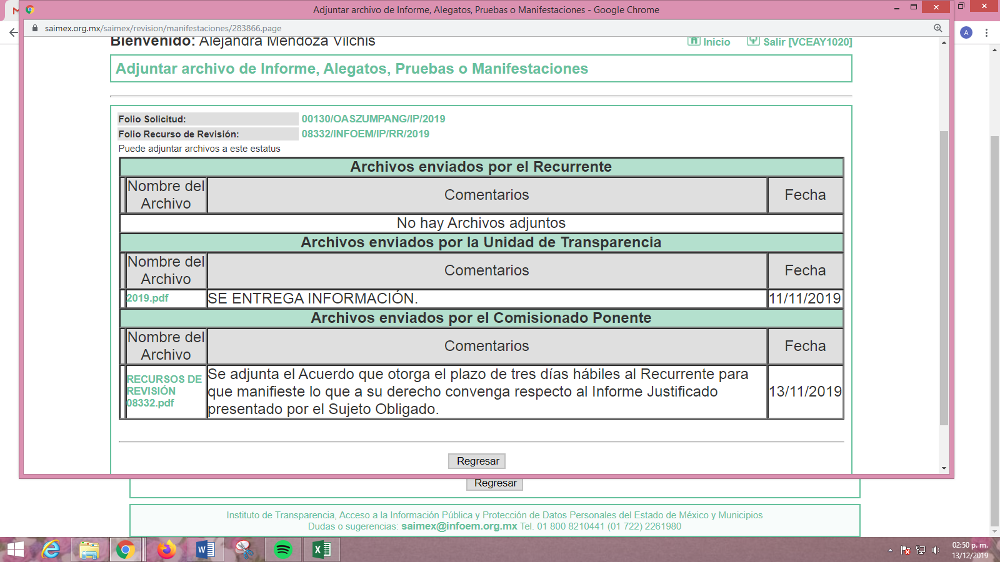 Adjuntar archivo de Informe, Alegatos, Pruebas o Manifestaciones - Google Chrome
saimex.org.mx/saimex/revision/manifestaciones/283866.page
A
Bienvenido: Alejandra Mendoza Vilchis
Inicio
Salir [VCEAY1020]
Adjuntar archivo de Informe, Alegatos, Pruebas o Manifestaciones
Folio Solicitud: 00130/OASZUMPANG/IP/2019
Folio Recurso de Revisión: 08332/INFOEM/IP/RR/2019
Puede adjuntar archivos a este estatus
Archivos enviados por el Recurrente
Nombre del
Archivo
Comentarios
Fecha
No hay Archivos adjuntos
Archivos enviados por la Unidad de Transparencia
Nombre del
Archivo
Comentarios
Fecha
2019.pdf
SE ENTREGA INFORMACIÓN.
11/11/2019
Archivos enviados por el Comisionado Ponente
Nombre del
Archivo
Comentarios
Fecha
RECURSOS DE
REVISIÓN
08332.pdf
Se adjunta el Acuerdo que otorga el plazo de tres días hábiles al Recurrente para
que manifieste lo que a su derecho convenga respecto al Informe Justificado
presentado por el Sujeto Obligado.
13/11/2019
Regresar
Regresar
Instituto de Transparencia, Acceso a la Información Pública y Protección de Datos Personales del Estado de México y Municipios
Dudas o sugerencias: saimex@infoem.org.mx Tel. 01 800 8210441 (01 722) 2261980
02:50 p. m.
13/12/2019